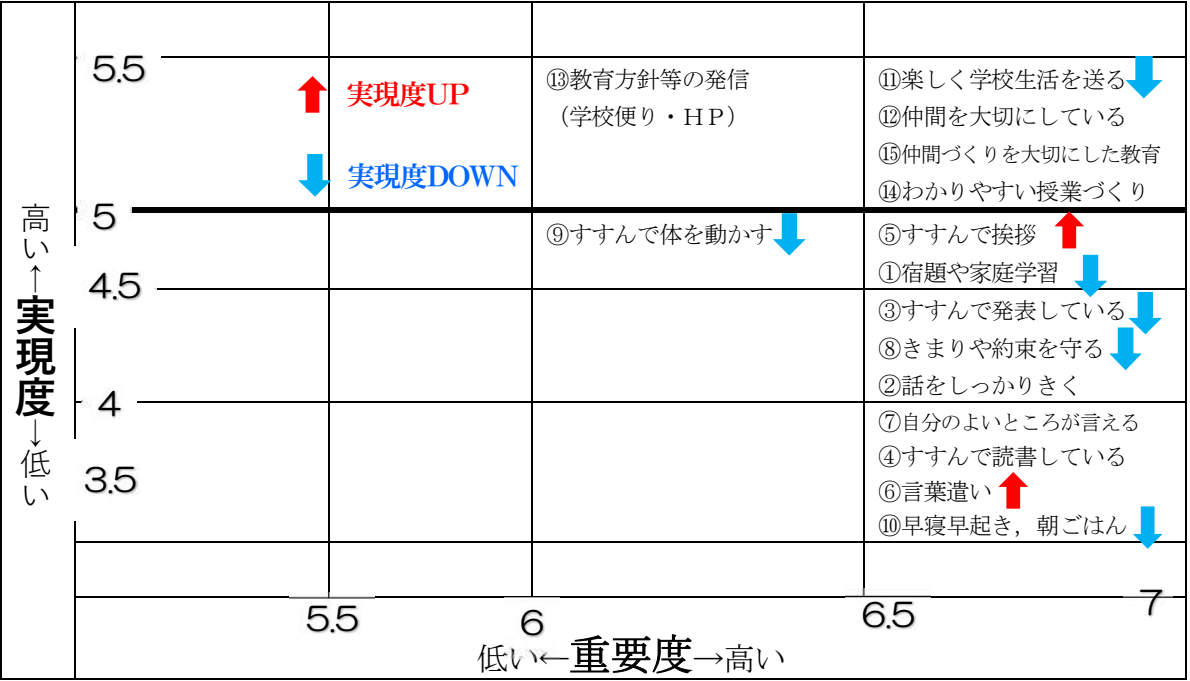 5.5
実現度UP
実現度DOWN
⑬教育方針等の発信
（学校便り・ＨＰ）
⑪楽しく学校生活を送る
⑫仲間を大切にしている
⑮仲間づくりを大切にした教育
⑭わかりやすい授業づくり
5
⑨すすんで体を動かす
⑤すすんで挨拶
①宿題や家庭学習
4.5
③すすんで発表している
⑧きまりや約束を守る
②話をしっかりきく
4
⑦自分のよいところが言える
④すすんで読書している
⑥言葉遣い
⑩早寝早起き，朝ごはん
3.5
高い←実現度→低い
5.5
6
6.5
7
低い←重要度→高い